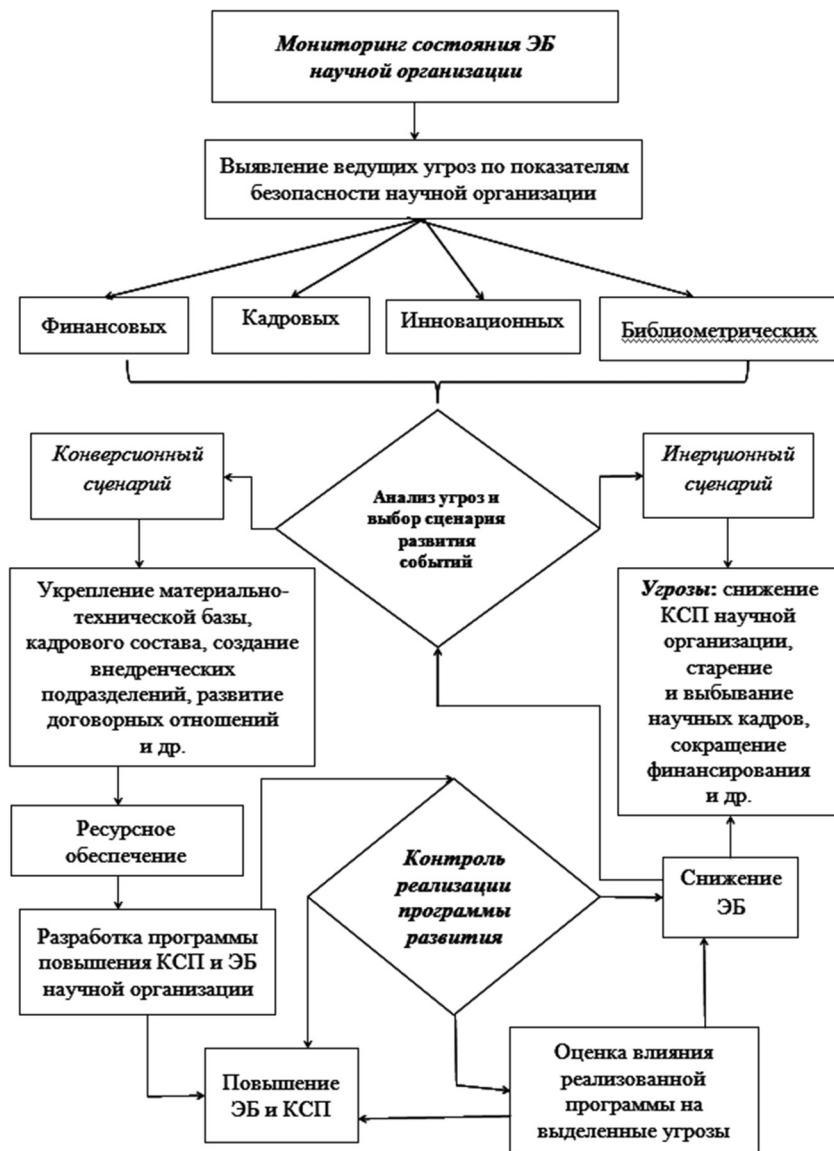 Мониторинг состояния ЭБ
научной организации
Выявление ведущих угроз по показателям
безопасности научной организации
Финансовых
Кадровых
Инновационных
Библиометрических
Конверсионный
сценарий
Анализ угроз и
выбор сценария
развития
событий
Инерционный
сценарий
Укрепление материально-
технической базы,
кадрового состава, создание
внедренческих
подразделений, развитие
договорных отношений
и др.
Угрозы: снижение
КСП научной
организации,
старение
и выбывание
научных кадров,
сокращение
финансирования
и др.
Ресурсное
обеспечение
Контроль
реализации
программы
развития
Снижение
ЭБ
Разработка программы
повышения КСП и ЭБ
научной организации
Повышение
ЭБ и КСП
Оценка влияния
реализованной
программы на
выделенные угрозы